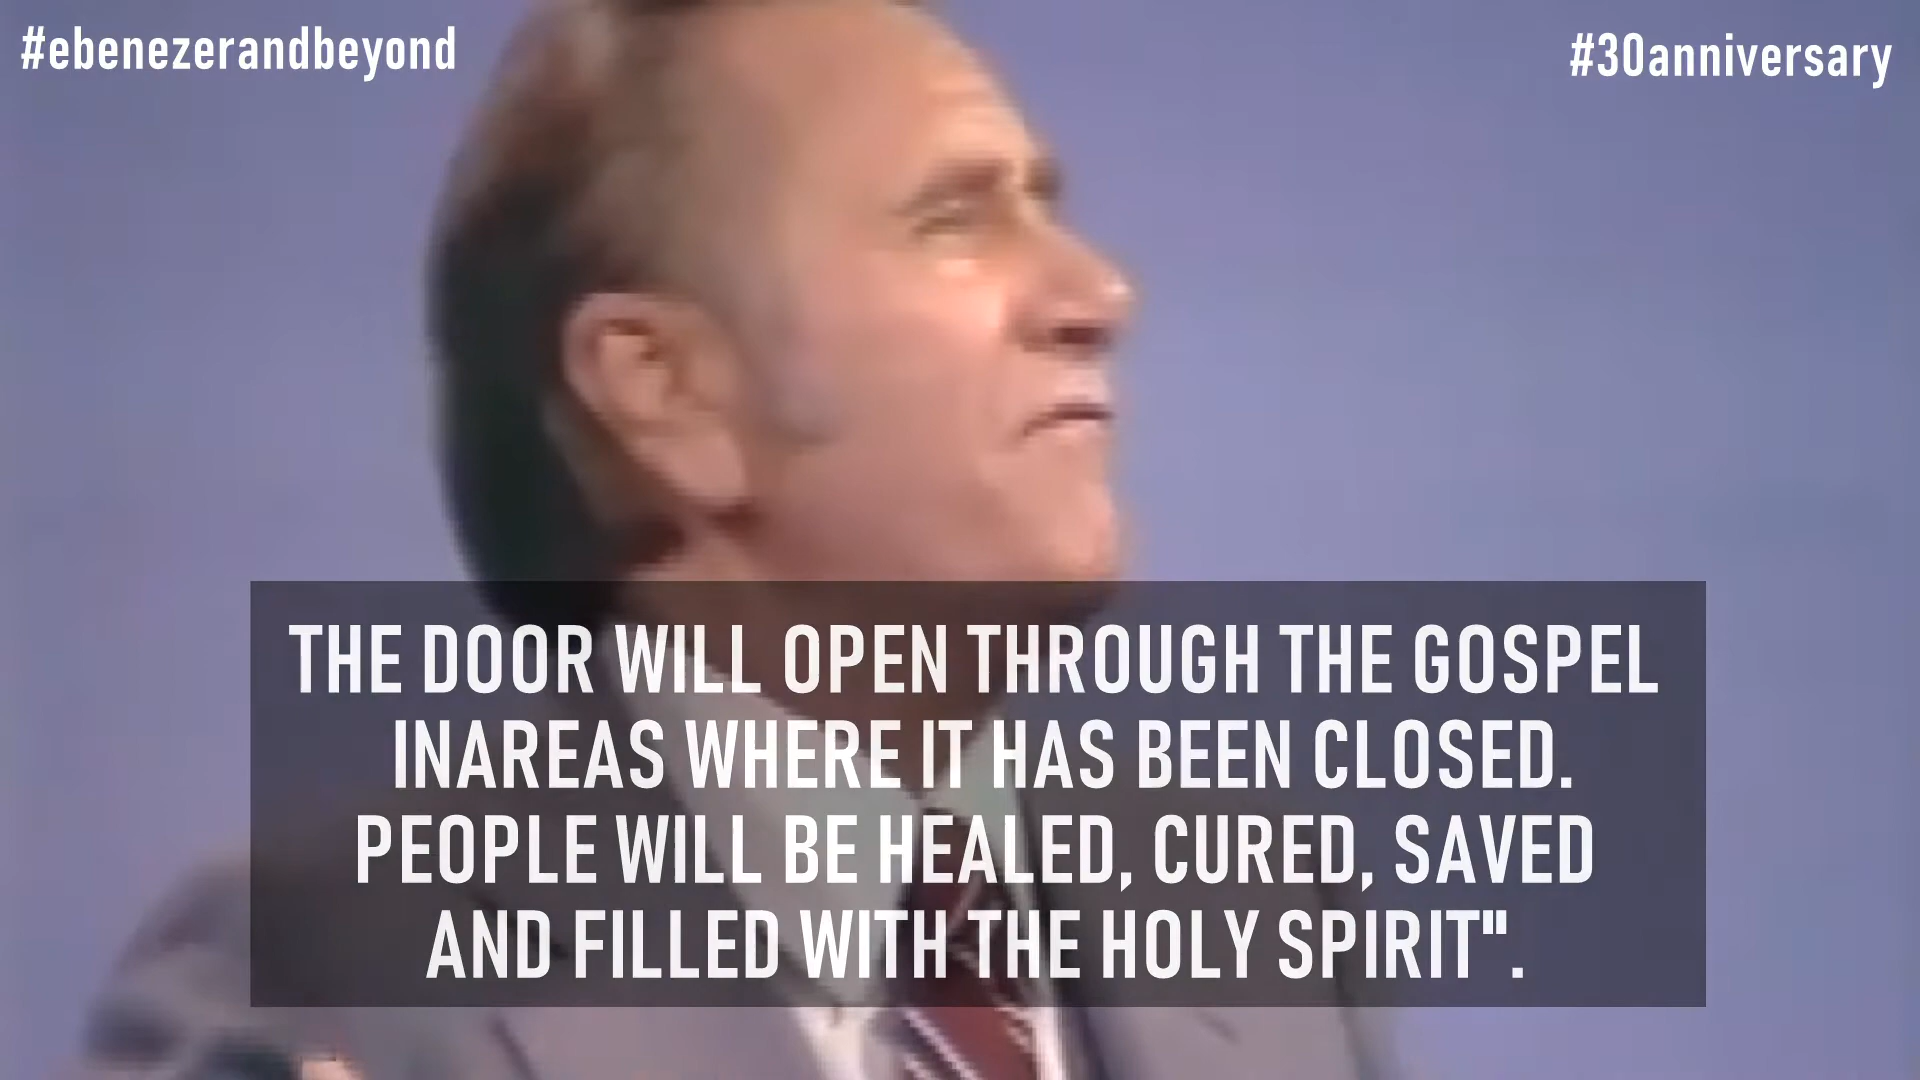 #ebenezerandbeyond
#30anniversary
THE DOOR WILL OPEN THROUGH THE GOSPEL
INAREAS WHERE IT HAS BEEN CLOSED.
PEOPLE WILL BE HEALED, CURED, SAVED
AND FILLED WITH THE HOLY SPIRIT".